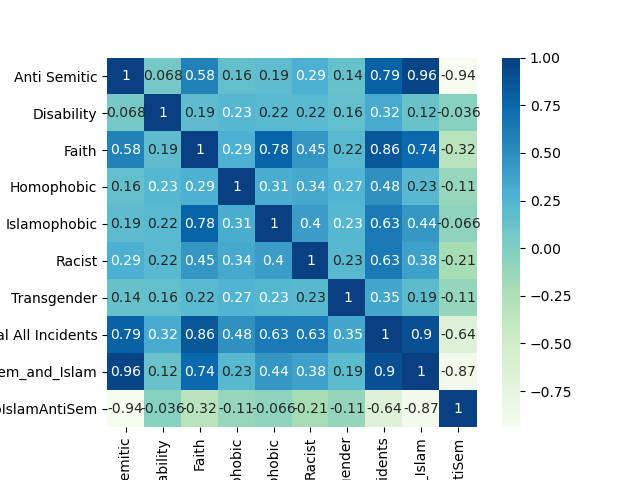 Anti Semitic 1 0.068 0.58 0.16 0.19 0.29 0.14 0.79 0.96 -0.94
Disability 0.068 1 0.19 0.23 0.22 0.22 0.16 0.32 0.12 -0.036
Faith 0.58 0.19 1 0.29 0.78 0.45 0.22 0.86 0.74 -0.32
Homophobic 0.16 0.23 0.29 1 0.31 0.34 0.27 0.48 0.23 -0.11
Islamophobic 0.19 0.22 0.78 0.31 1 0.4 0.23 0.63 0.44 -0.066
Racist 0.29 0.22 0.45 0.34 0.4 1 0.23 0.63 0.38 -0.21
Transgender 0.14 0.16 0.22 0.27 0.23 0.23 1 0.35 0.19 -0.11
al All Incidents 0.79 0.32 0.86 0.48 0.63 0.63 0.35 1 0.9 -0.64
em_and_Islam 0.96 0.12 0.74 0.23 0.44 0.38 0.19 0.9 1 -0.87
IslamAntiSem -0.94 -0.036 -0.32 -0.11 -0.066 -0.21 -0.11 -0.64 -0.87 1
emitic
ability
Faith
phobic
phobic
Racist
gender
idents
_Islam
tiSem
1.00
0.75
0.50
0.25
0.00
−0.25
−0.50
−0.75